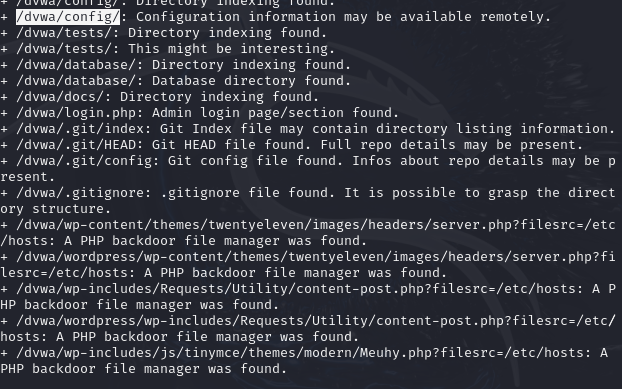 + /dvwa/config/: Directory indexing found.
+ /dvwa/config/: Configuration information may be available remotely.
+ /dvwa/tests/: Directory indexing found.
+ /dvwa/tests/: This might be interesting.
+ /dvwa/database/: Directory indexing found.
+ /dvwa/database/: Database directory found.
+ /dvwa/docs/: Directory indexing found.
+ /dvwa/login.php: Admin login page/section found.
+ /dvwa/.git/index: Git Index file may contain directory listing information.
+ /dvwa/.git/HEAD: Git HEAD file found. Full repo details may be present.
+ /dvwa/.git/config: Git config file found. Infos about repo details may be p
resent.
+ /dvwa/.gitignore: .gitignore file found. It is possible to grasp the direct
ory structure.
+ /dvwa/wp-content/themes/twentyeleven/images/headers/server.php?filesrc=/etc
/hosts: A PHP backdoor file manager was found.
+ /dvwa/wordpress/wp-content/themes/twentyeleven/images/headers/server.php?fi
lesrc=/etc/hosts: A PHP backdoor file manager was found.
+ /dvwa/wp-includes/Requests/Utility/content-post.php?filesrc=/etc/hosts: A P
HP backdoor file manager was found.
+ /dvwa/wordpress/wp-includes/Requests/Utility/content-post.php?filesrc=/etc/
hosts: A PHP backdoor file manager was found.
+ /dvwa/wp-includes/js/tinymce/themes/modern/Meuhy.php?filesrc=/etc/hosts: A
PHP backdoor file manager was found.